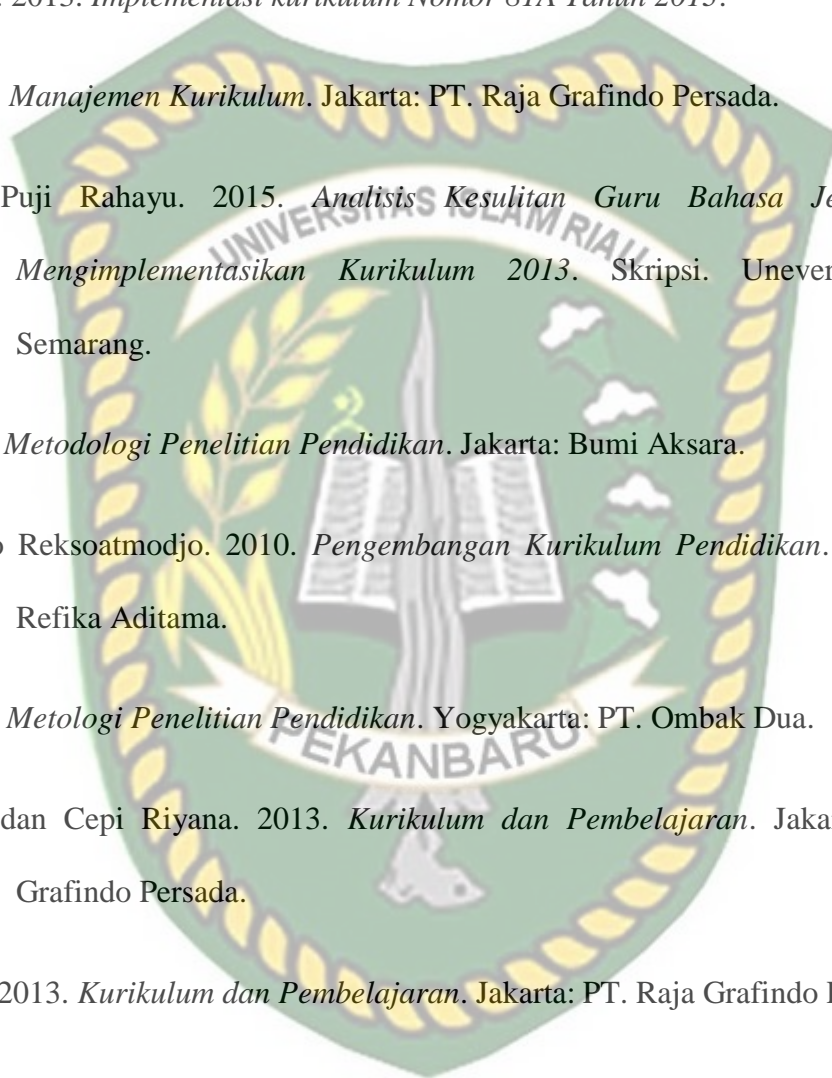 2013. Implementasi kurikulum Nomor 81A Tahun 2013.
Manajemen Kurikulum. Jakarta: PT. Raja Grafindo Persada.
Puji Rahayu. 2015. Analisis Kesulitan Guru Bahasa Je
UNIVERSITAS ISLAM RIAU
Mengimplementasikan Kurikulum 2013. Skripsi. Unever
Semarang.
Metodologi Penelitian Pendidikan. Jakarta: Bumi Aksara.
Reksoatmodjo. 2010. Pengembangan Kurikulum Pendidikan.
Refika Aditama.
Metologi Penelitian Pendidikan. Yogyakarta: PT. Ombak Dua.
PEKANBARU
dan Cepi Riyana. 2013. Kurikulum dan Pembelajaran. Jaka
Grafindo Persada.
2013. Kurikulum dan Pembelajaran. Jakarta: PT. Raja Grafindo